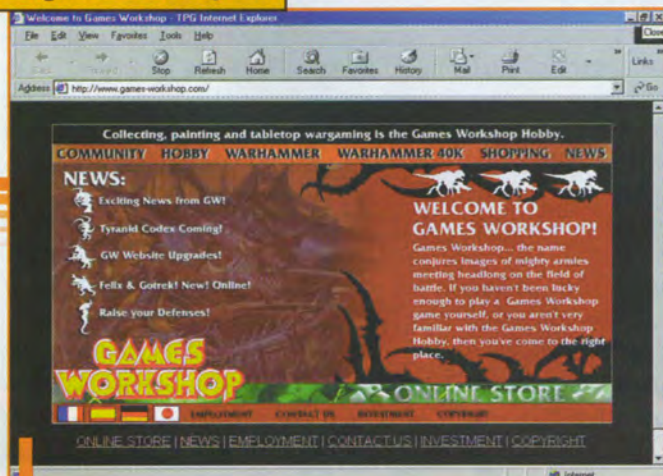 Welcome to Games Workshop - TPG Internet Explorer
File Edit View Favorites Tools Help
Close
Stop Refresh Home Search Favorites History Mail Print Edit
Links
Address http://www.games-workshop.com/ Go
Collecting, painting and tabletop wargaming is the Games Workshop Hobby.
COMMUNITY HOBBY WARHAMMER WARHAMMER 40K SHOPPING NEWS
NEWS:
Exciting News from GW!
Tyranid Codex Coming!
GW Website Upgrades!
Felix & Gotrek! New! Online!
Raise your Defenses!
WELCOME TO
GAMES WORKSHOP!
Games Workshop... the name
conjures images of mighty armies
meeting headlong on the field of
battle. If you haven't been lucky
enough to play a Games Workshop
game yourself, or you aren't very
familiar with the Games Workshop
Hobby, then you've come to the right
place.
GAMES
WORKSHOP
ONLINE STORE
EMPLOYMENT CONTACT US INVESTMENT COPYRIGHT
ONLINE STORE | NEWS | EMPLOYMENT | CONTACT US | INVESTMENT | COPYRIGHT
Internet